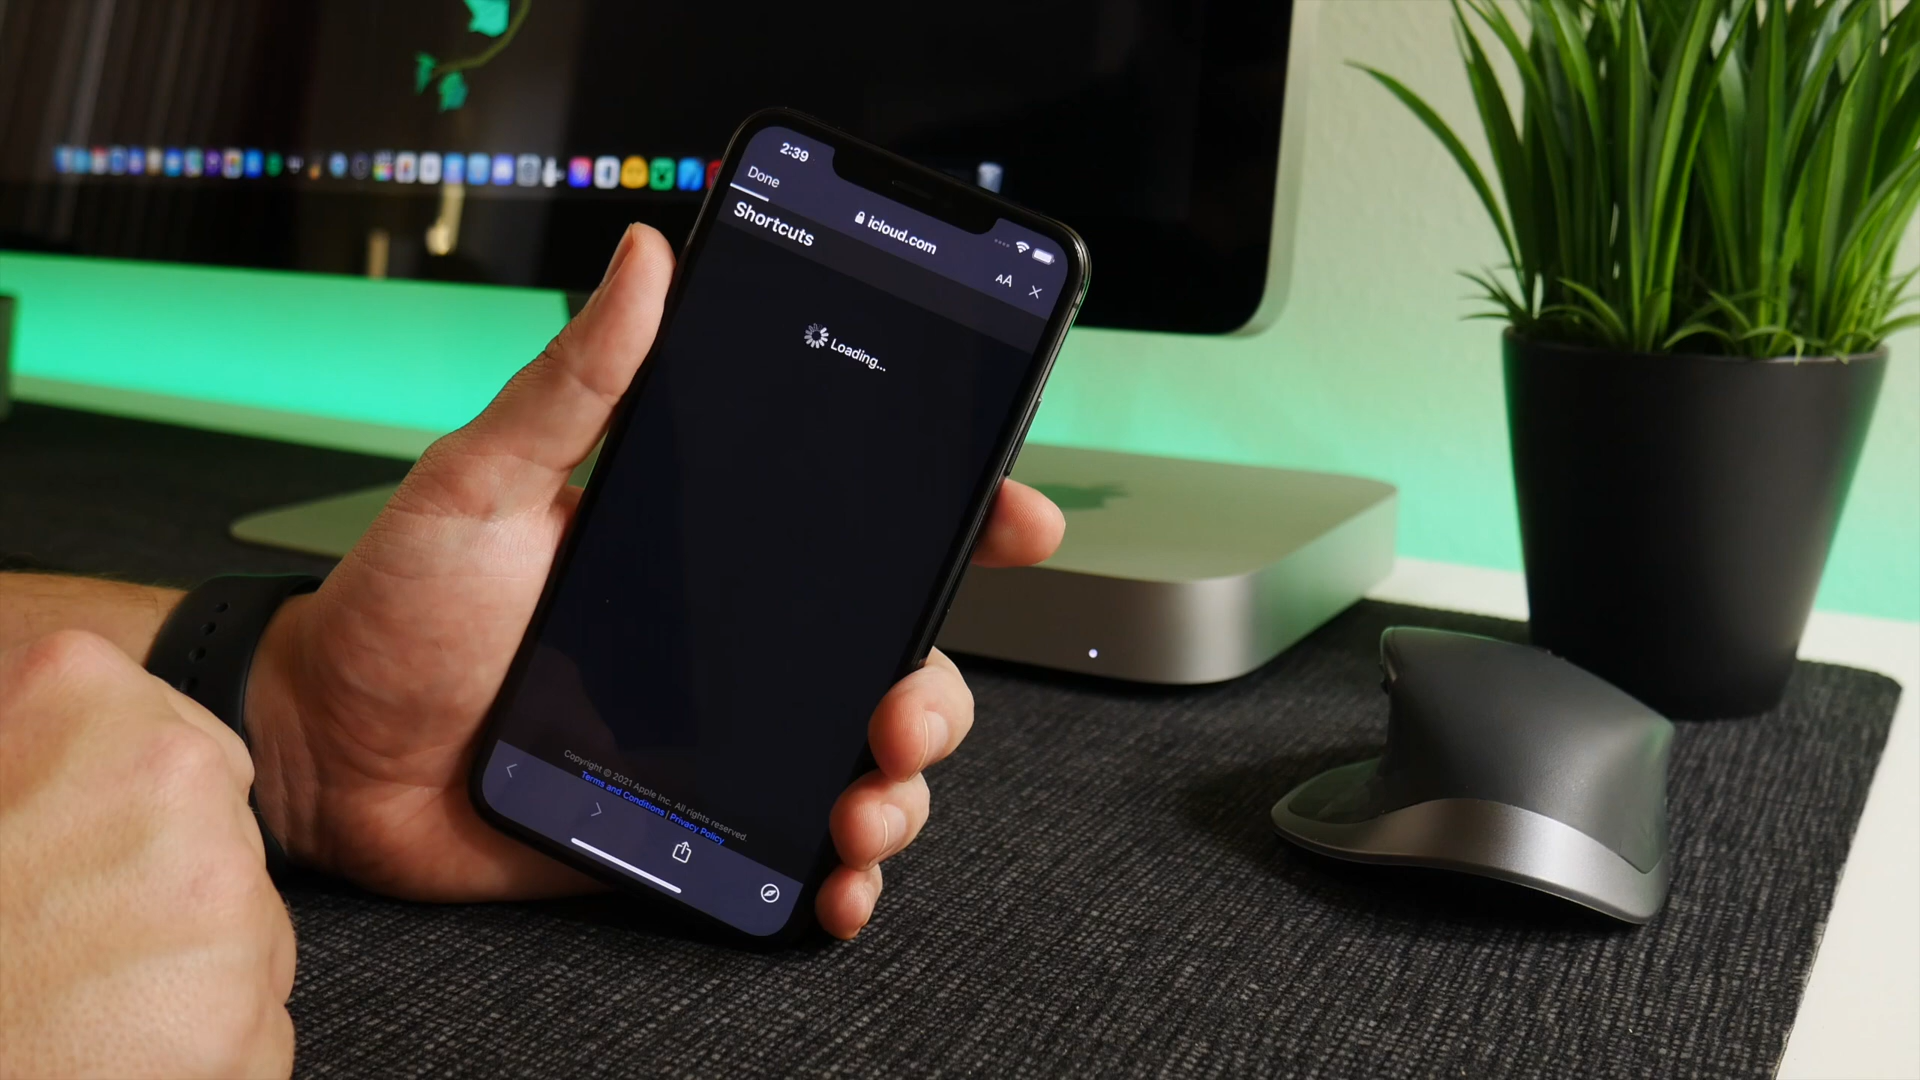 2:39
Done
icloud.com
AA
Shortcuts
Loading...
Copyright © 2021 Apple Inc. All rights reserved.
Terms and Conditions | Privacy Policy